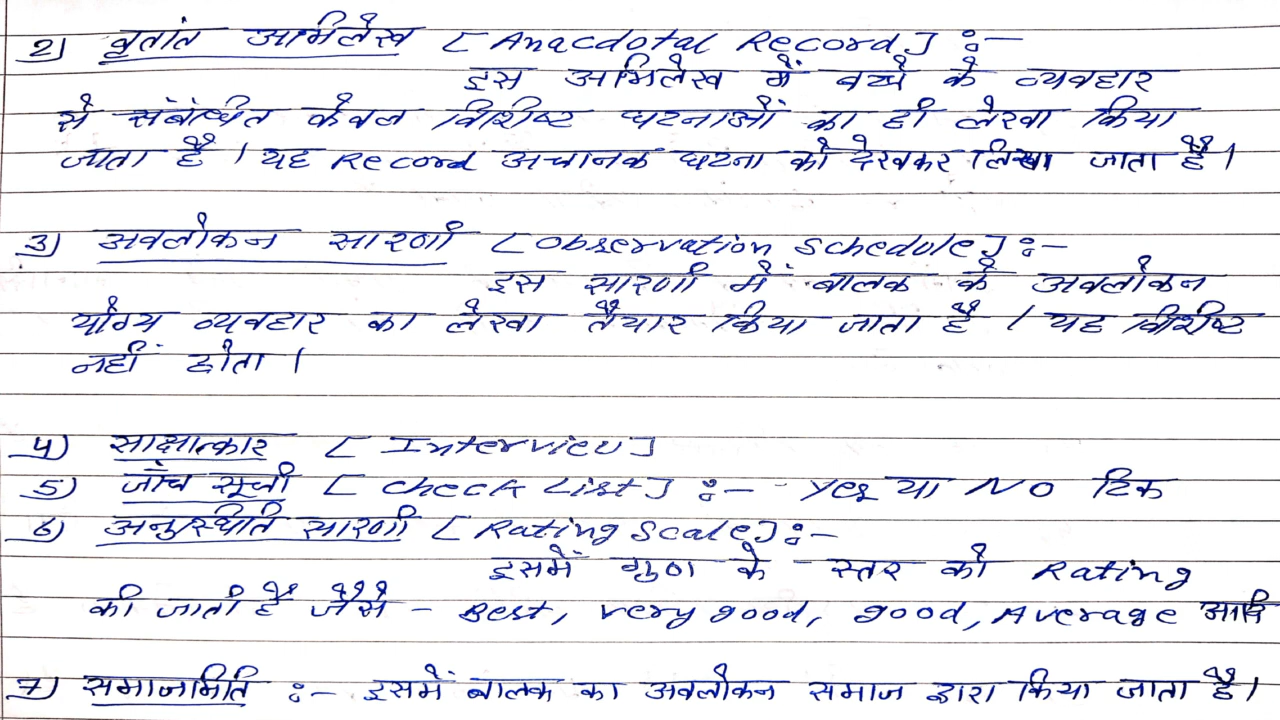 2) वृतांत अभिलेख [Anacdotal Record] :-
इस अभिलेख में बच्चे के व्यवहार
से संबंधित केवल विशिष्ट घटनाओं का ही लेखा किया
जाता है। यह Record अचानक घटना को देखकर लिखा जाता है।
3) अवलोकन सारणी [Observation Schedule] :-
इस सारणी में बालक के अवलोकन
योग्य व्यवहार का लेखा तैयार किया जाता है। यह विशिष्ट
नहीं होता।
4) साक्षात्कार [Interview]
5) जाँच सूची [Check List] :- Yes या No टिक
6) अनुस्थिति सारणी [Rating Scale] :-
इसमें गुण के स्तर को Rating
की जाती है जैसे - Best, very good, good, Average आदि
7) समाजमिति :- इसमें बालक का अवलोकन समाज द्वारा किया जाता है।